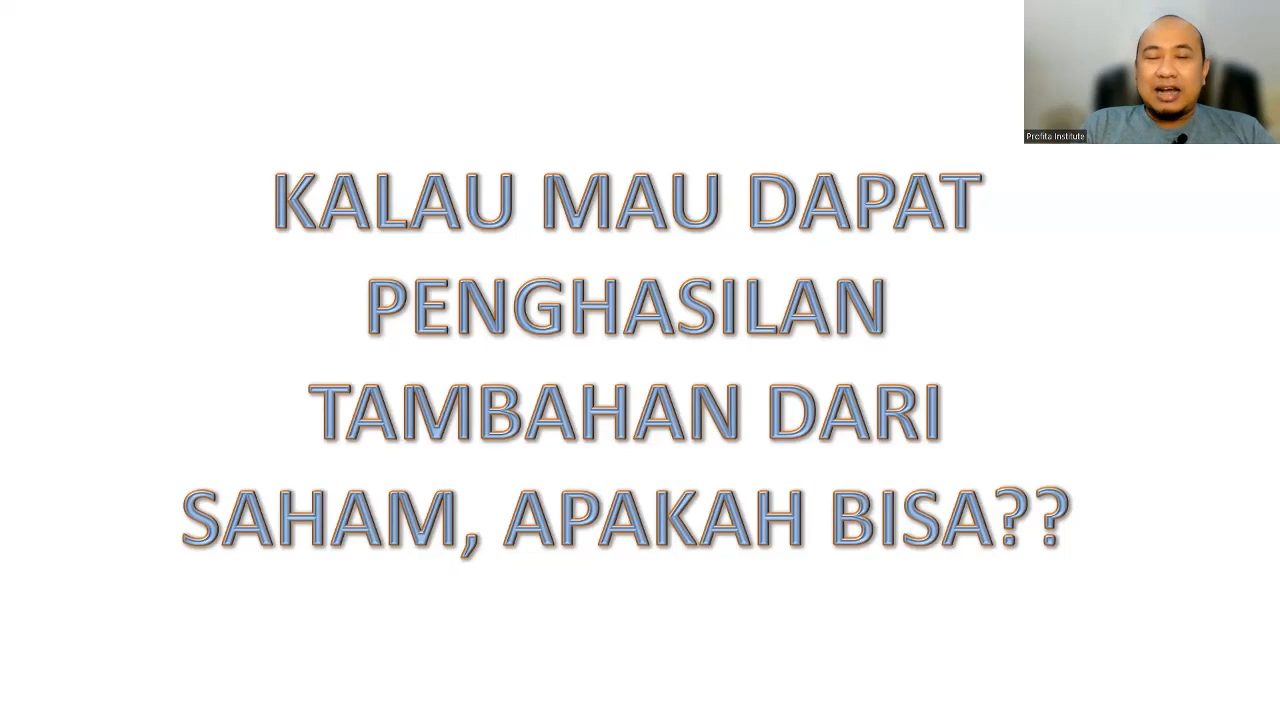 Profita Institute
KALAU MAU DAPAT
PENGHASILAN
TAMBAHAN DARI
SAHAM, APAKAH BISA??